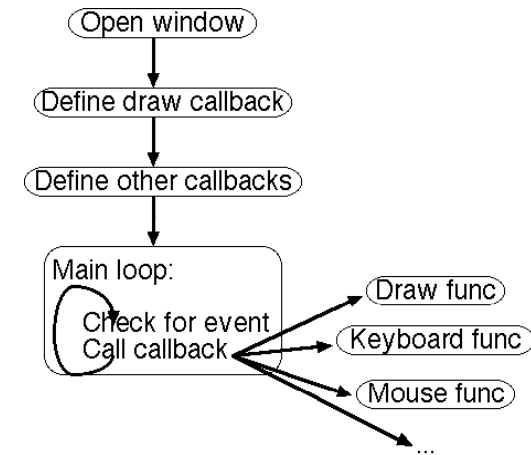 Open window
Define draw callback
Define other callbacks
Main loop:
Check for event
Call callback
Draw func
Keyboard func
Mouse func
...